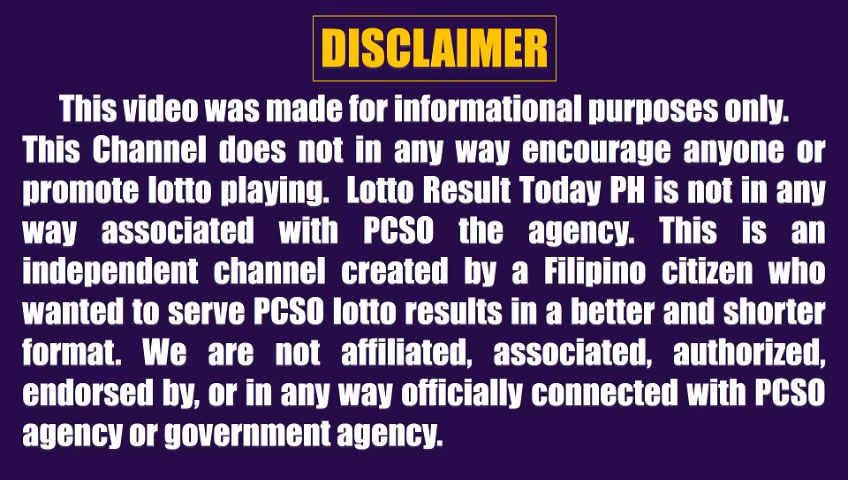 DISCLAIMER
This video was made for informational purposes only.
This Channel does not in any way encourage anyone or
promote lotto playing. Lotto Result Today PH is not in any
way associated with PCSO the agency. This is an
independent channel created by a Filipino citizen who
wanted to serve PCSO lotto results in a better and shorter
format. We are not affiliated, associated, authorized,
endorsed by, or in any way officially connected with PCSO
agency or government agency.